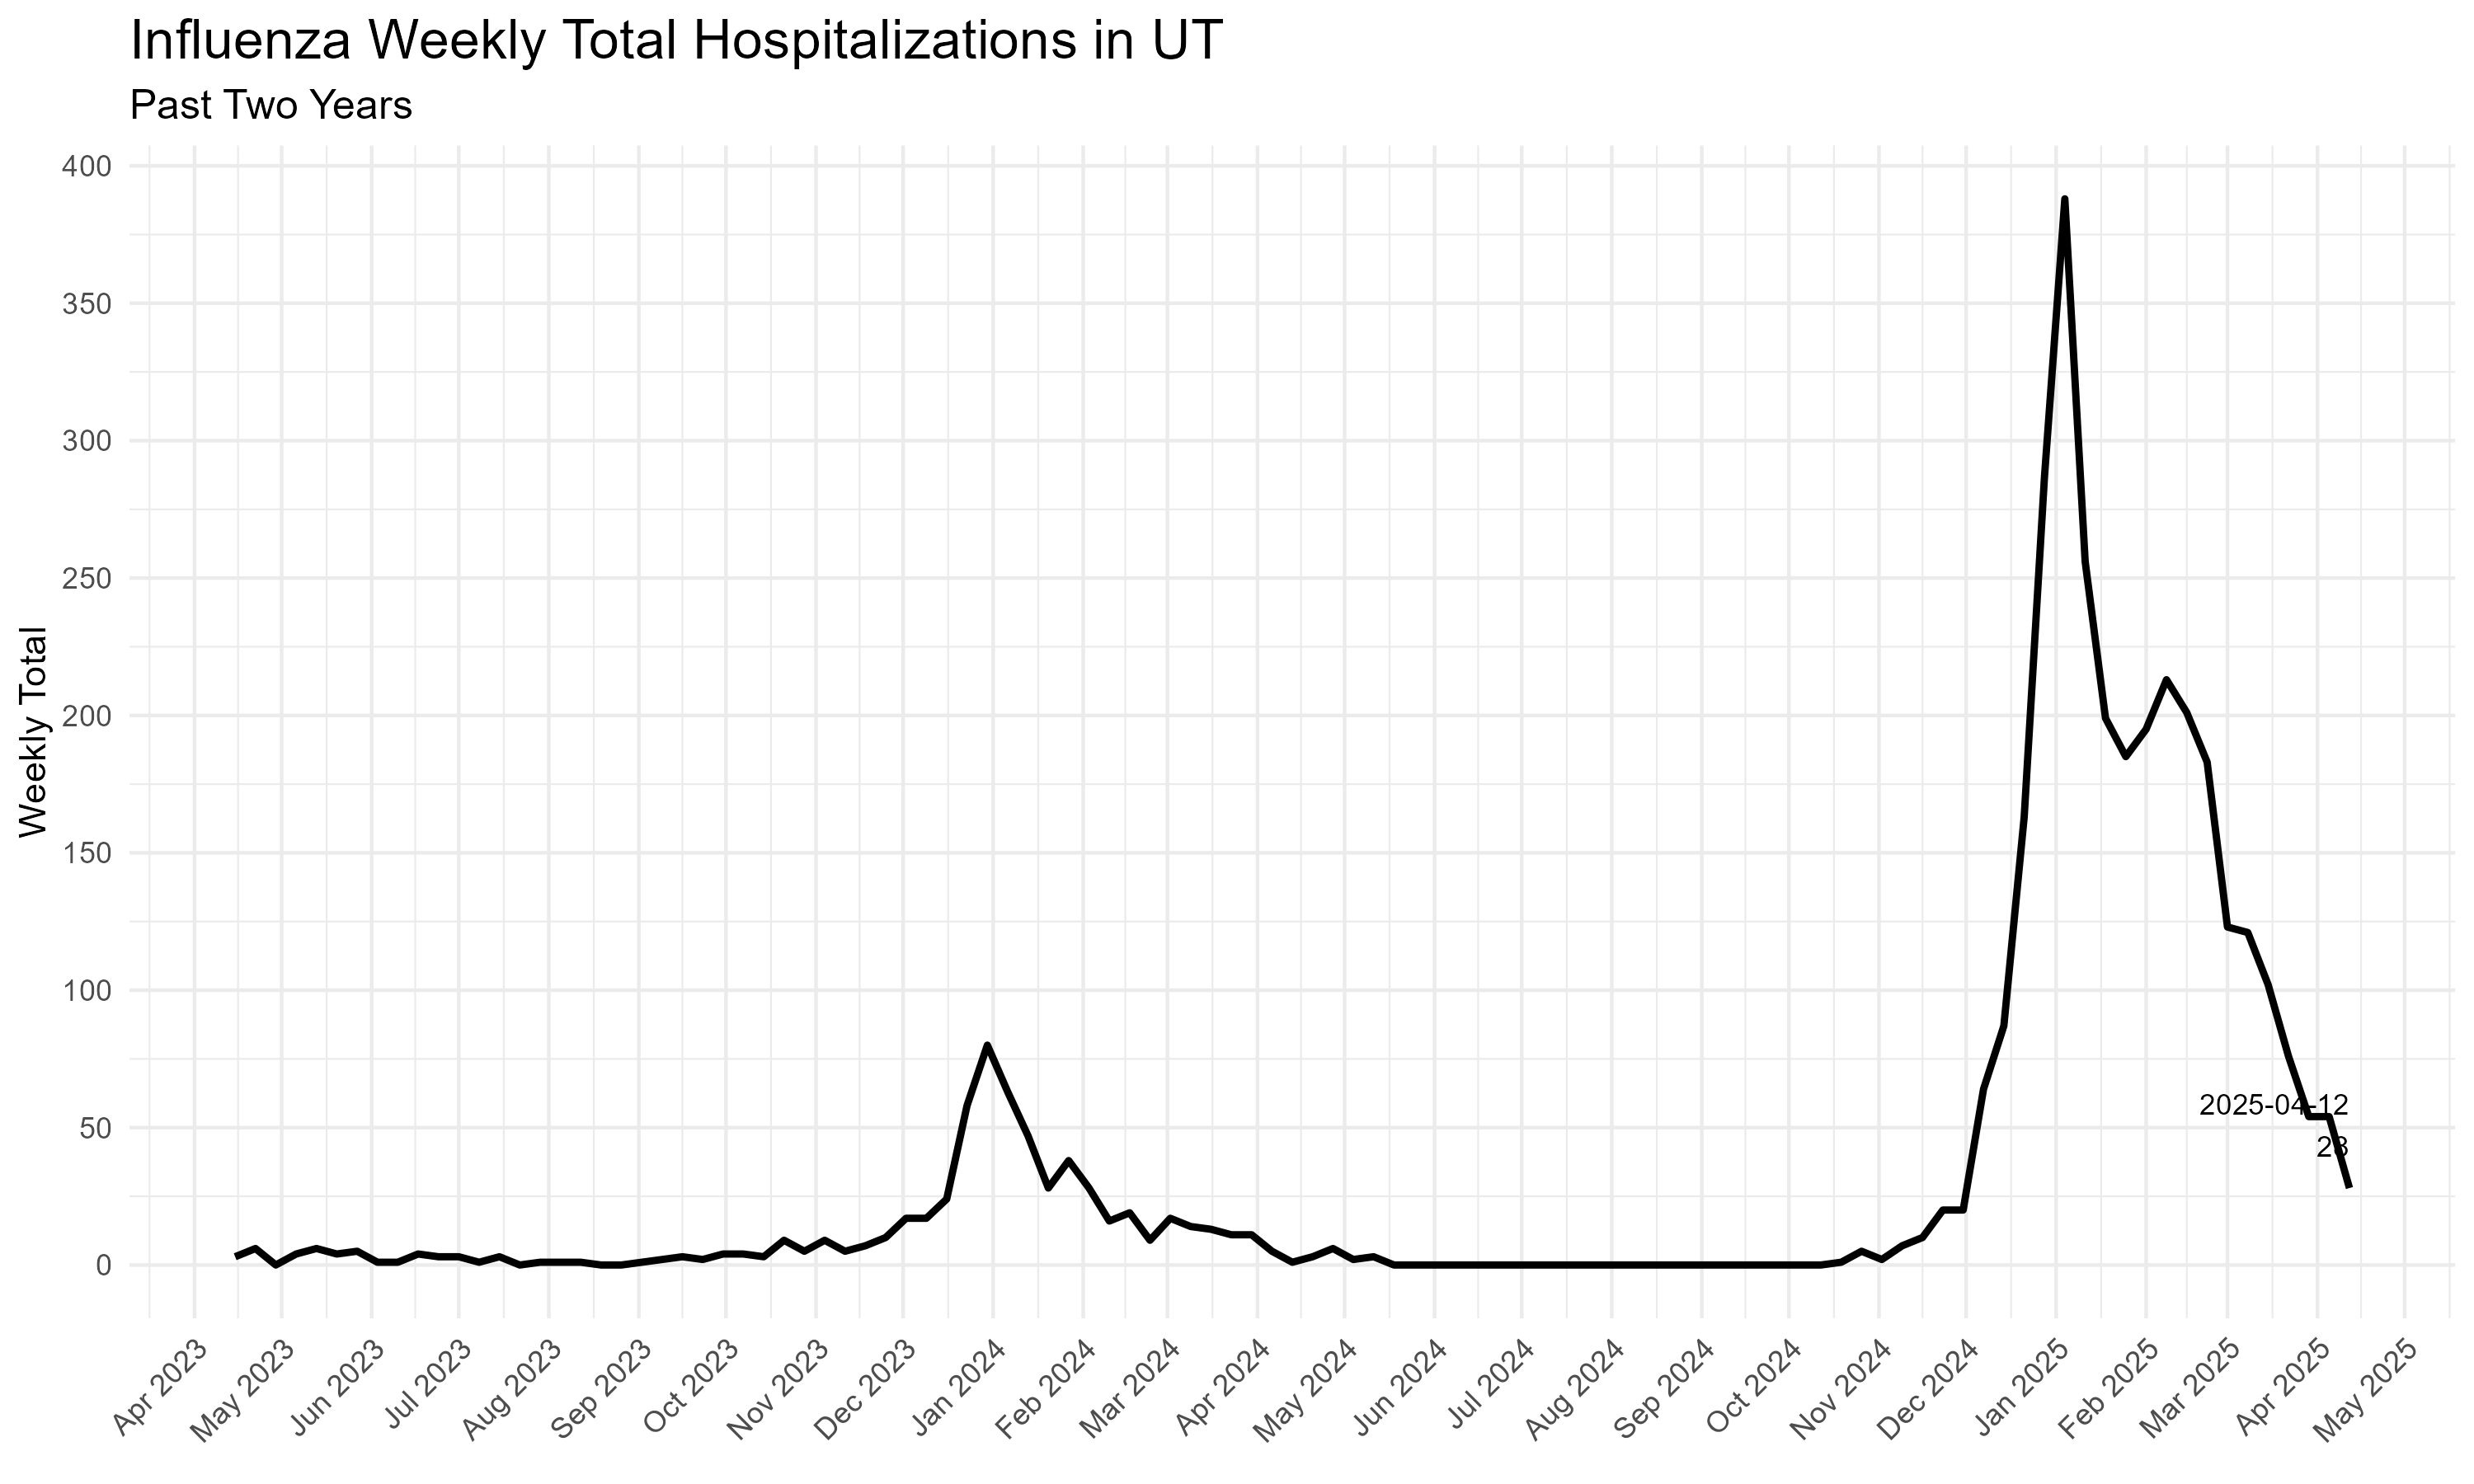 Influenza Weekly Total Hospitalizations in UT
Past Two Years
Weekly Total
400
350
300
250
200
150
100
50
0
2025-04-12
28
Apr 2023
May 2023
Jun 2023
Jul 2023
Aug 2023
Sep 2023
Oct 2023
Nov 2023
Dec 2023
Jan 2024
Feb 2024
Mar 2024
Apr 2024
May 2024
Jun 2024
Jul 2024
Aug 2024
Sep 2024
Oct 2024
Nov 2024
Dec 2024
Jan 2025
Feb 2025
Mar 2025
Apr 2025
May 2025